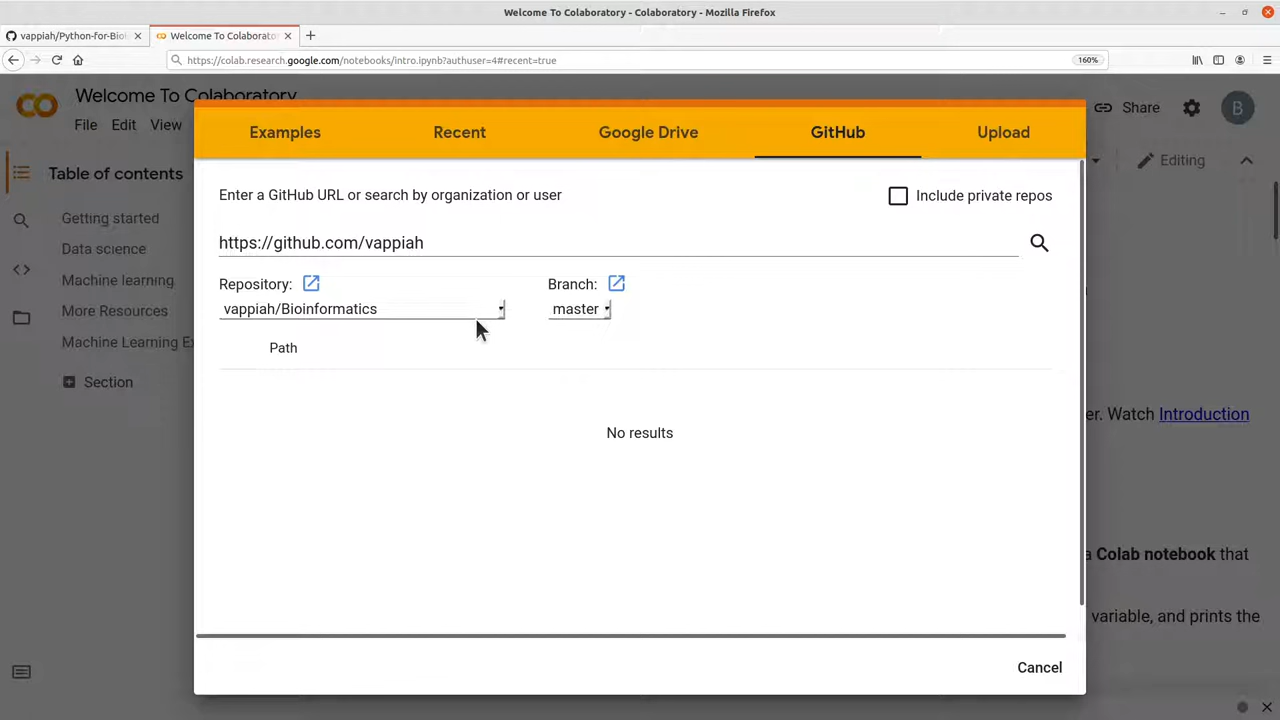 Welcome To Colaboratory - Colaboratory - Mozilla Firefox
vappiah/Python-for-Bioi
Welcome To Colaborato
https://colab.research.google.com/notebooks/intro.ipynb?authuser=4#recent=true
160%
Welcome To Colaboratory
File Edit View
Share
B
Examples
Recent
Google Drive
GitHub
Upload
Table of contents
Editing
Getting started
Data science
Machine learning
More Resources
Machine Learning Ex
Section
Enter a GitHub URL or search by organization or user
Include private repos
https://github.com/vappiah
Repository:
Branch:
vappiah/Bioinformatics
master
Path
No results
er. Watch Introduction
a Colab notebook that
variable, and prints the
Cancel